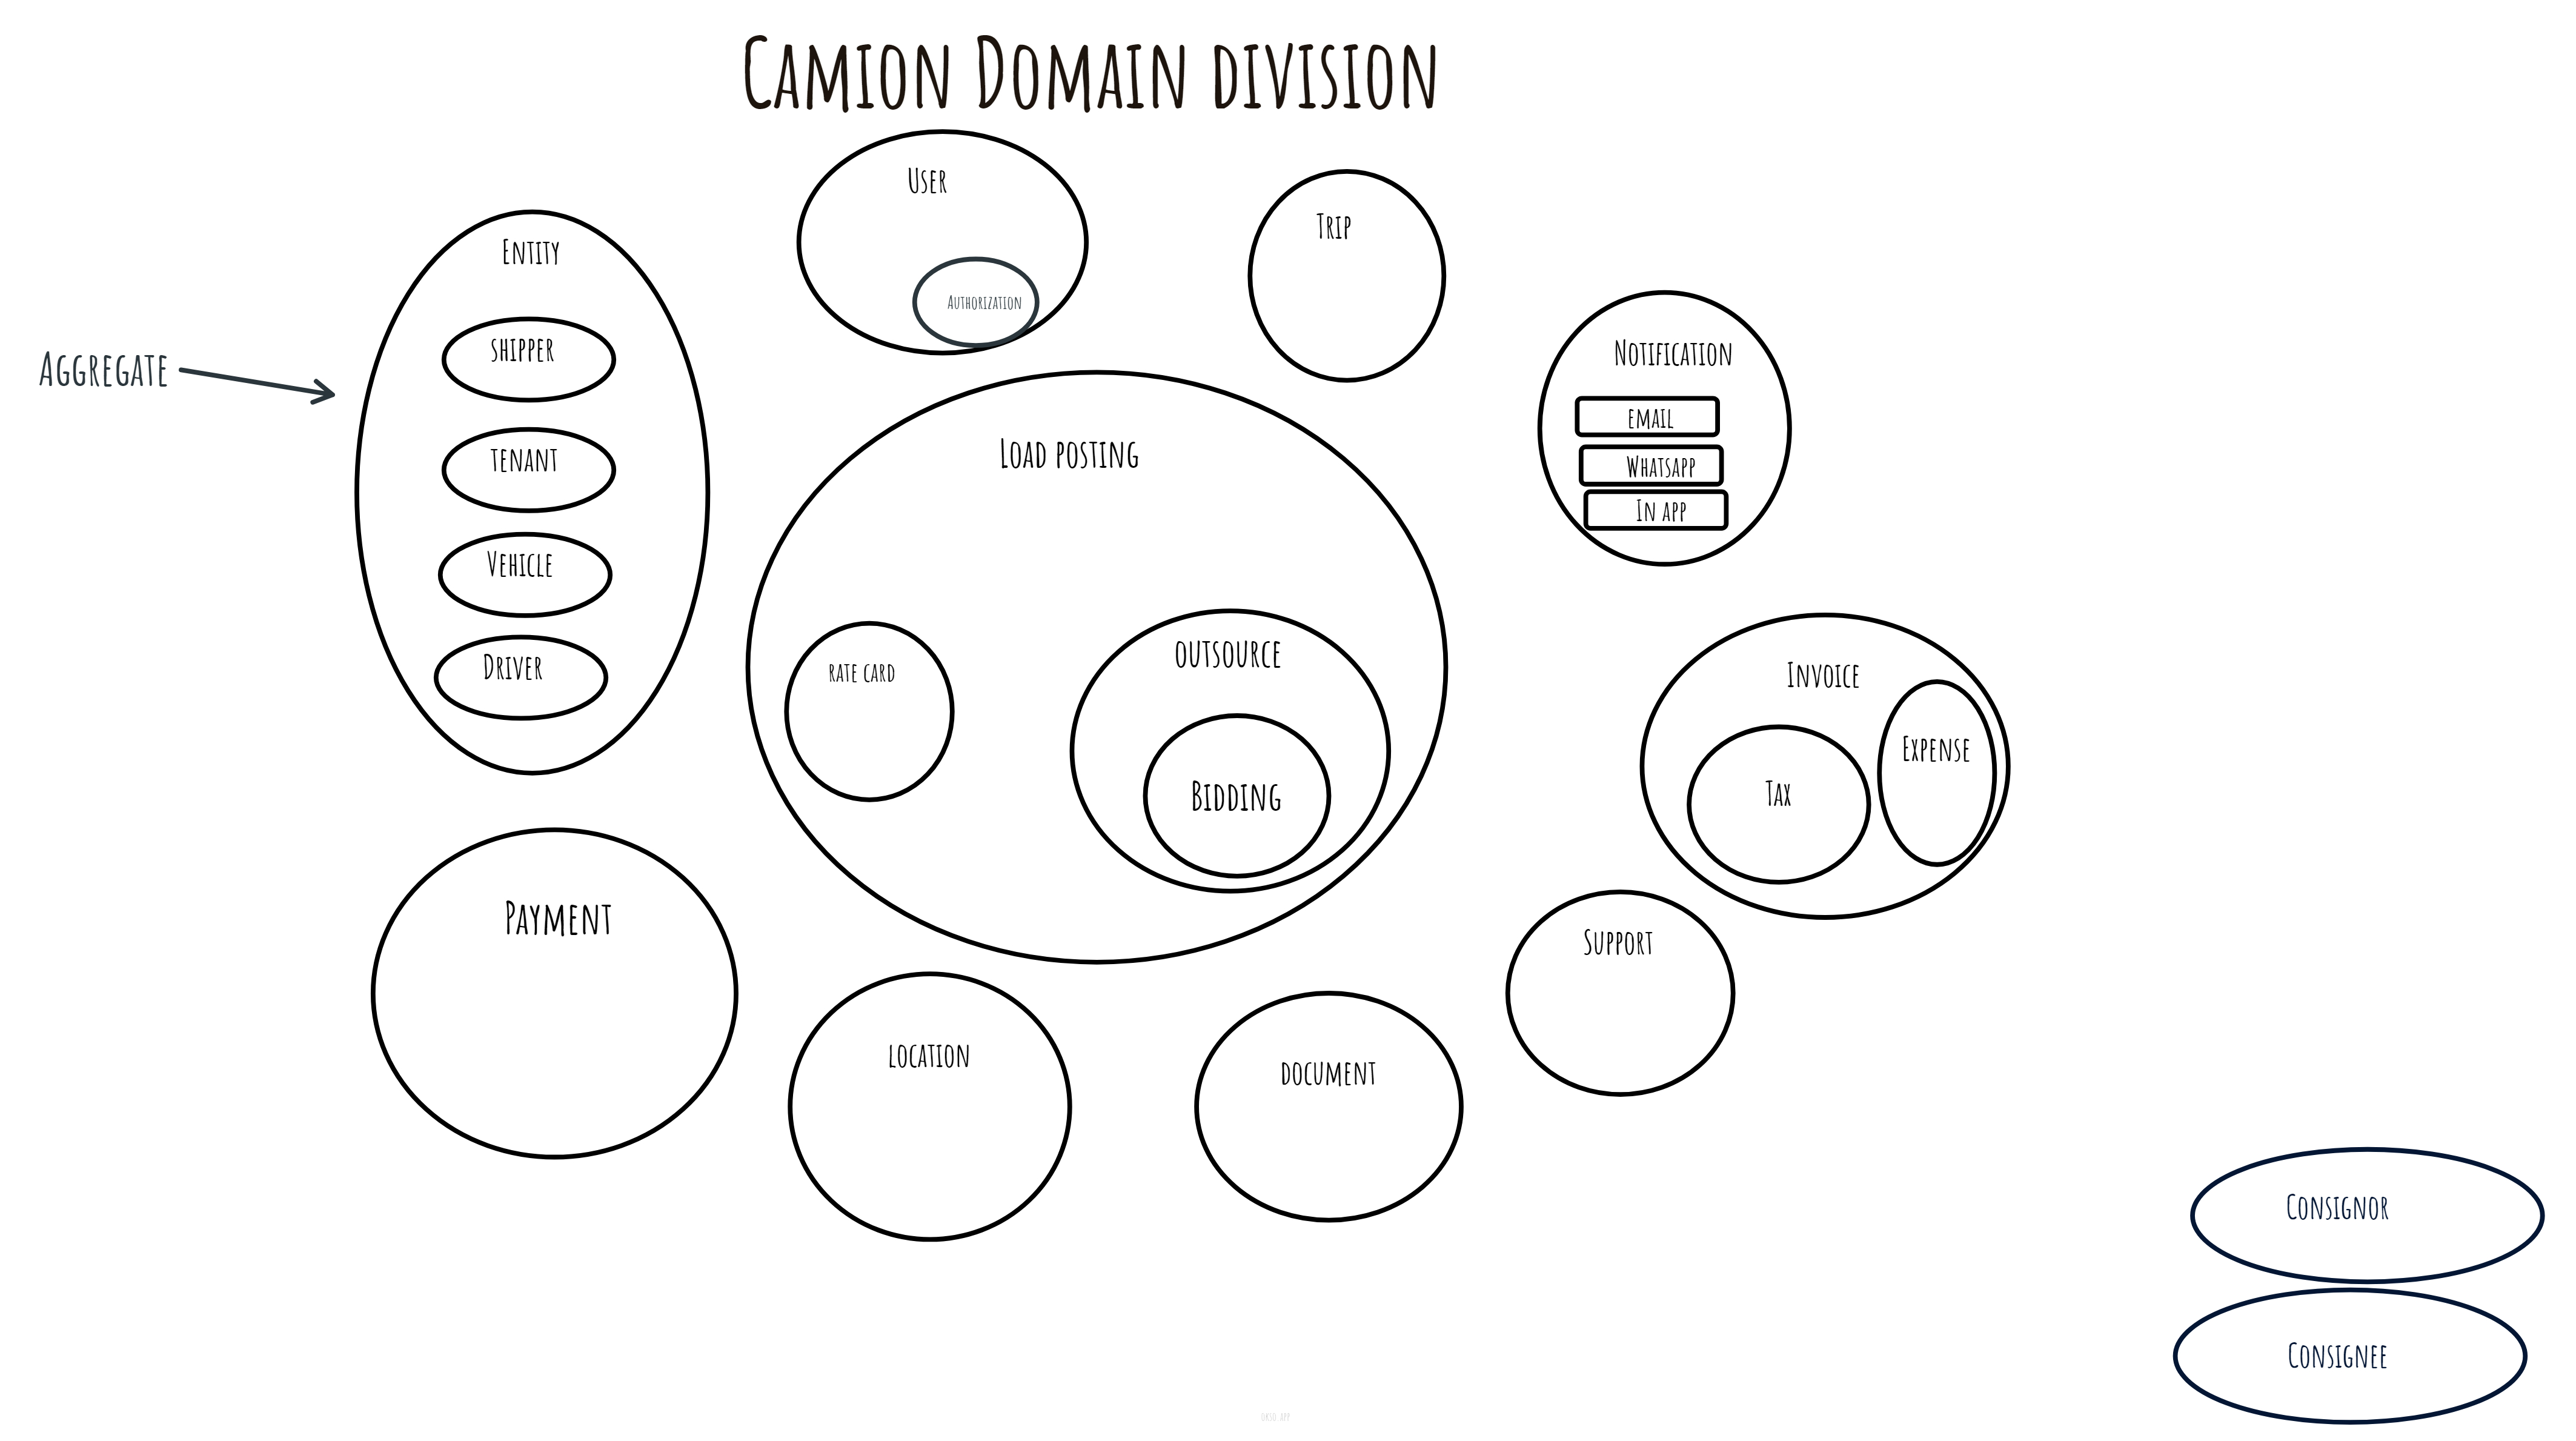 Camion Domain division
User
Authorization
Trip
Entity
shipper
tenant
Vehicle
Driver
Aggregate
Notification
email
Whatsapp
In app
Load posting
rate card
outsource
Bidding
Invoice
Tax
Expense
Payment
Support
location
document
Consignor
Consignee